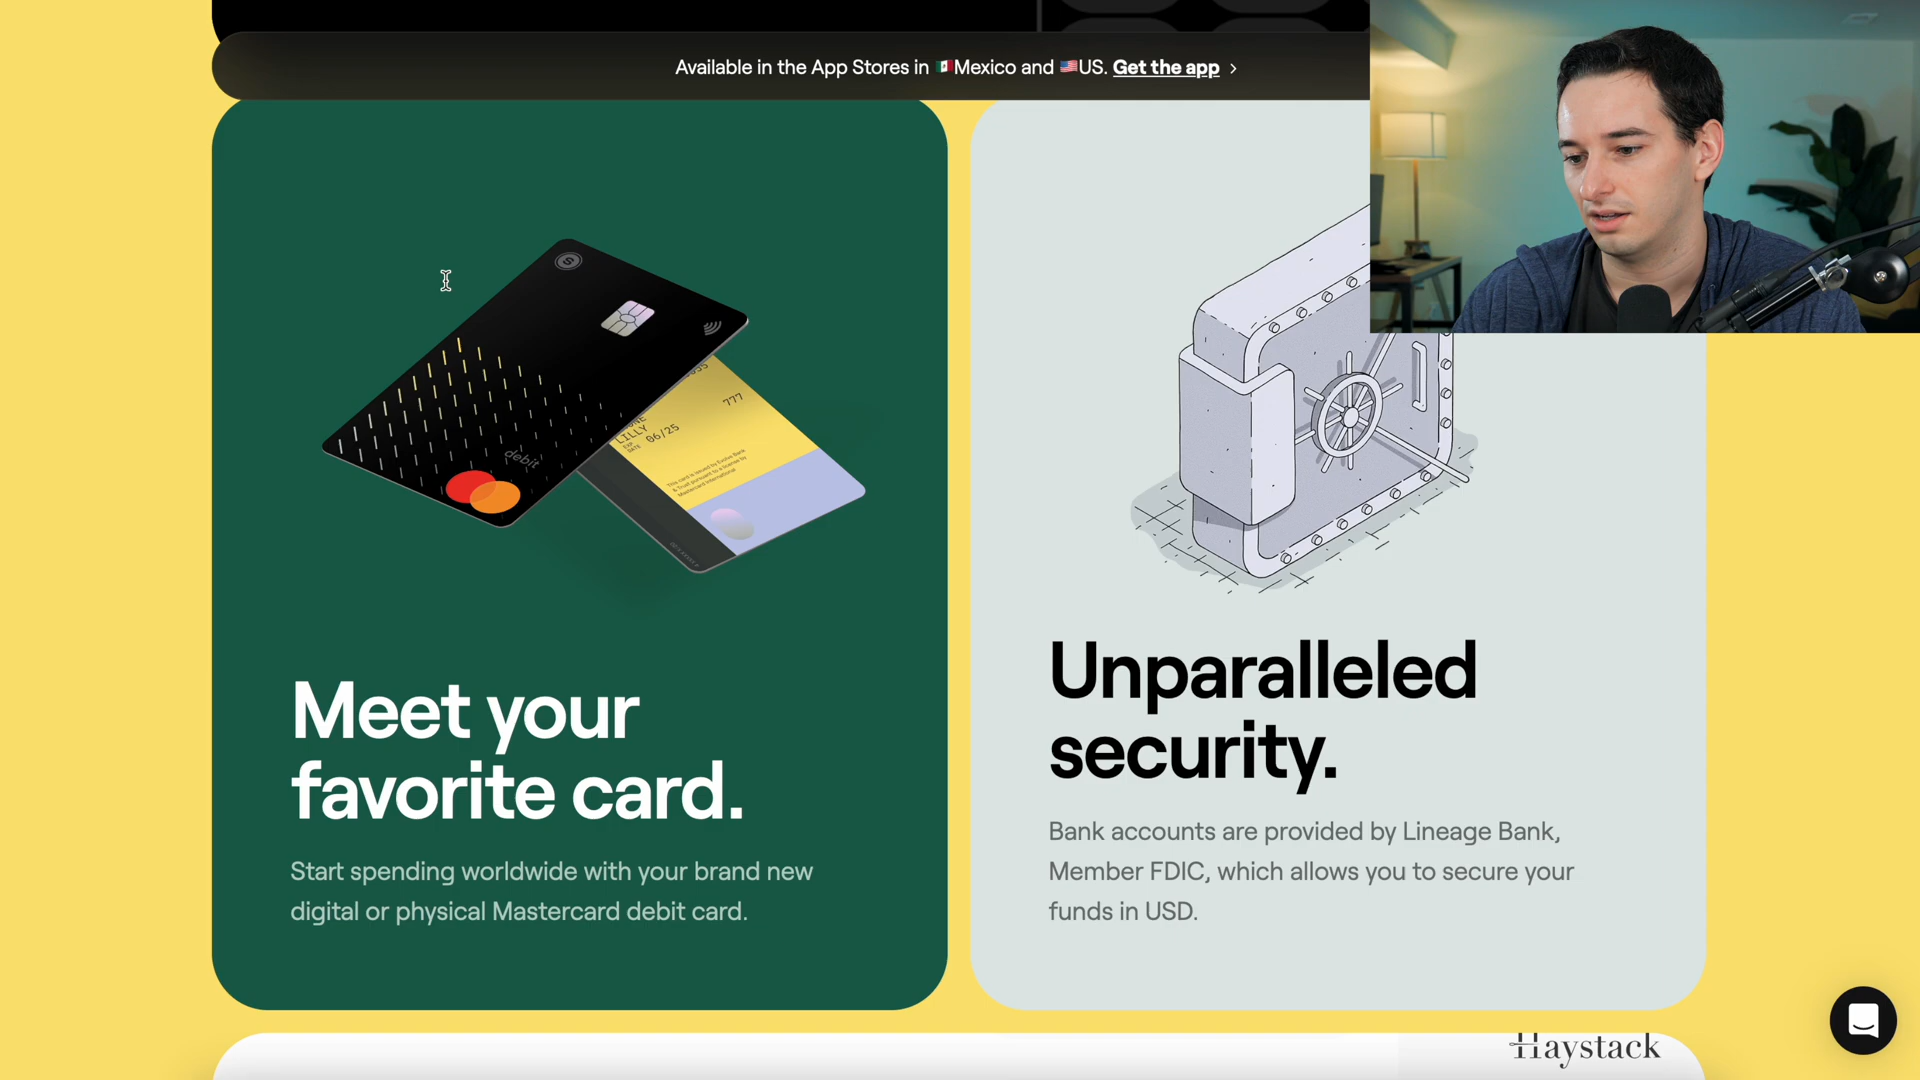 Available in the App Stores in Mexico and US. Get the app
debit
777
LILLY
06/25
Meet your
favorite card.
Start spending worldwide with your brand new
digital or physical Mastercard debit card.
Unparalleled
security.
Bank accounts are provided by Lineage Bank,
Member FDIC, which allows you to secure your
funds in USD.
Haystack